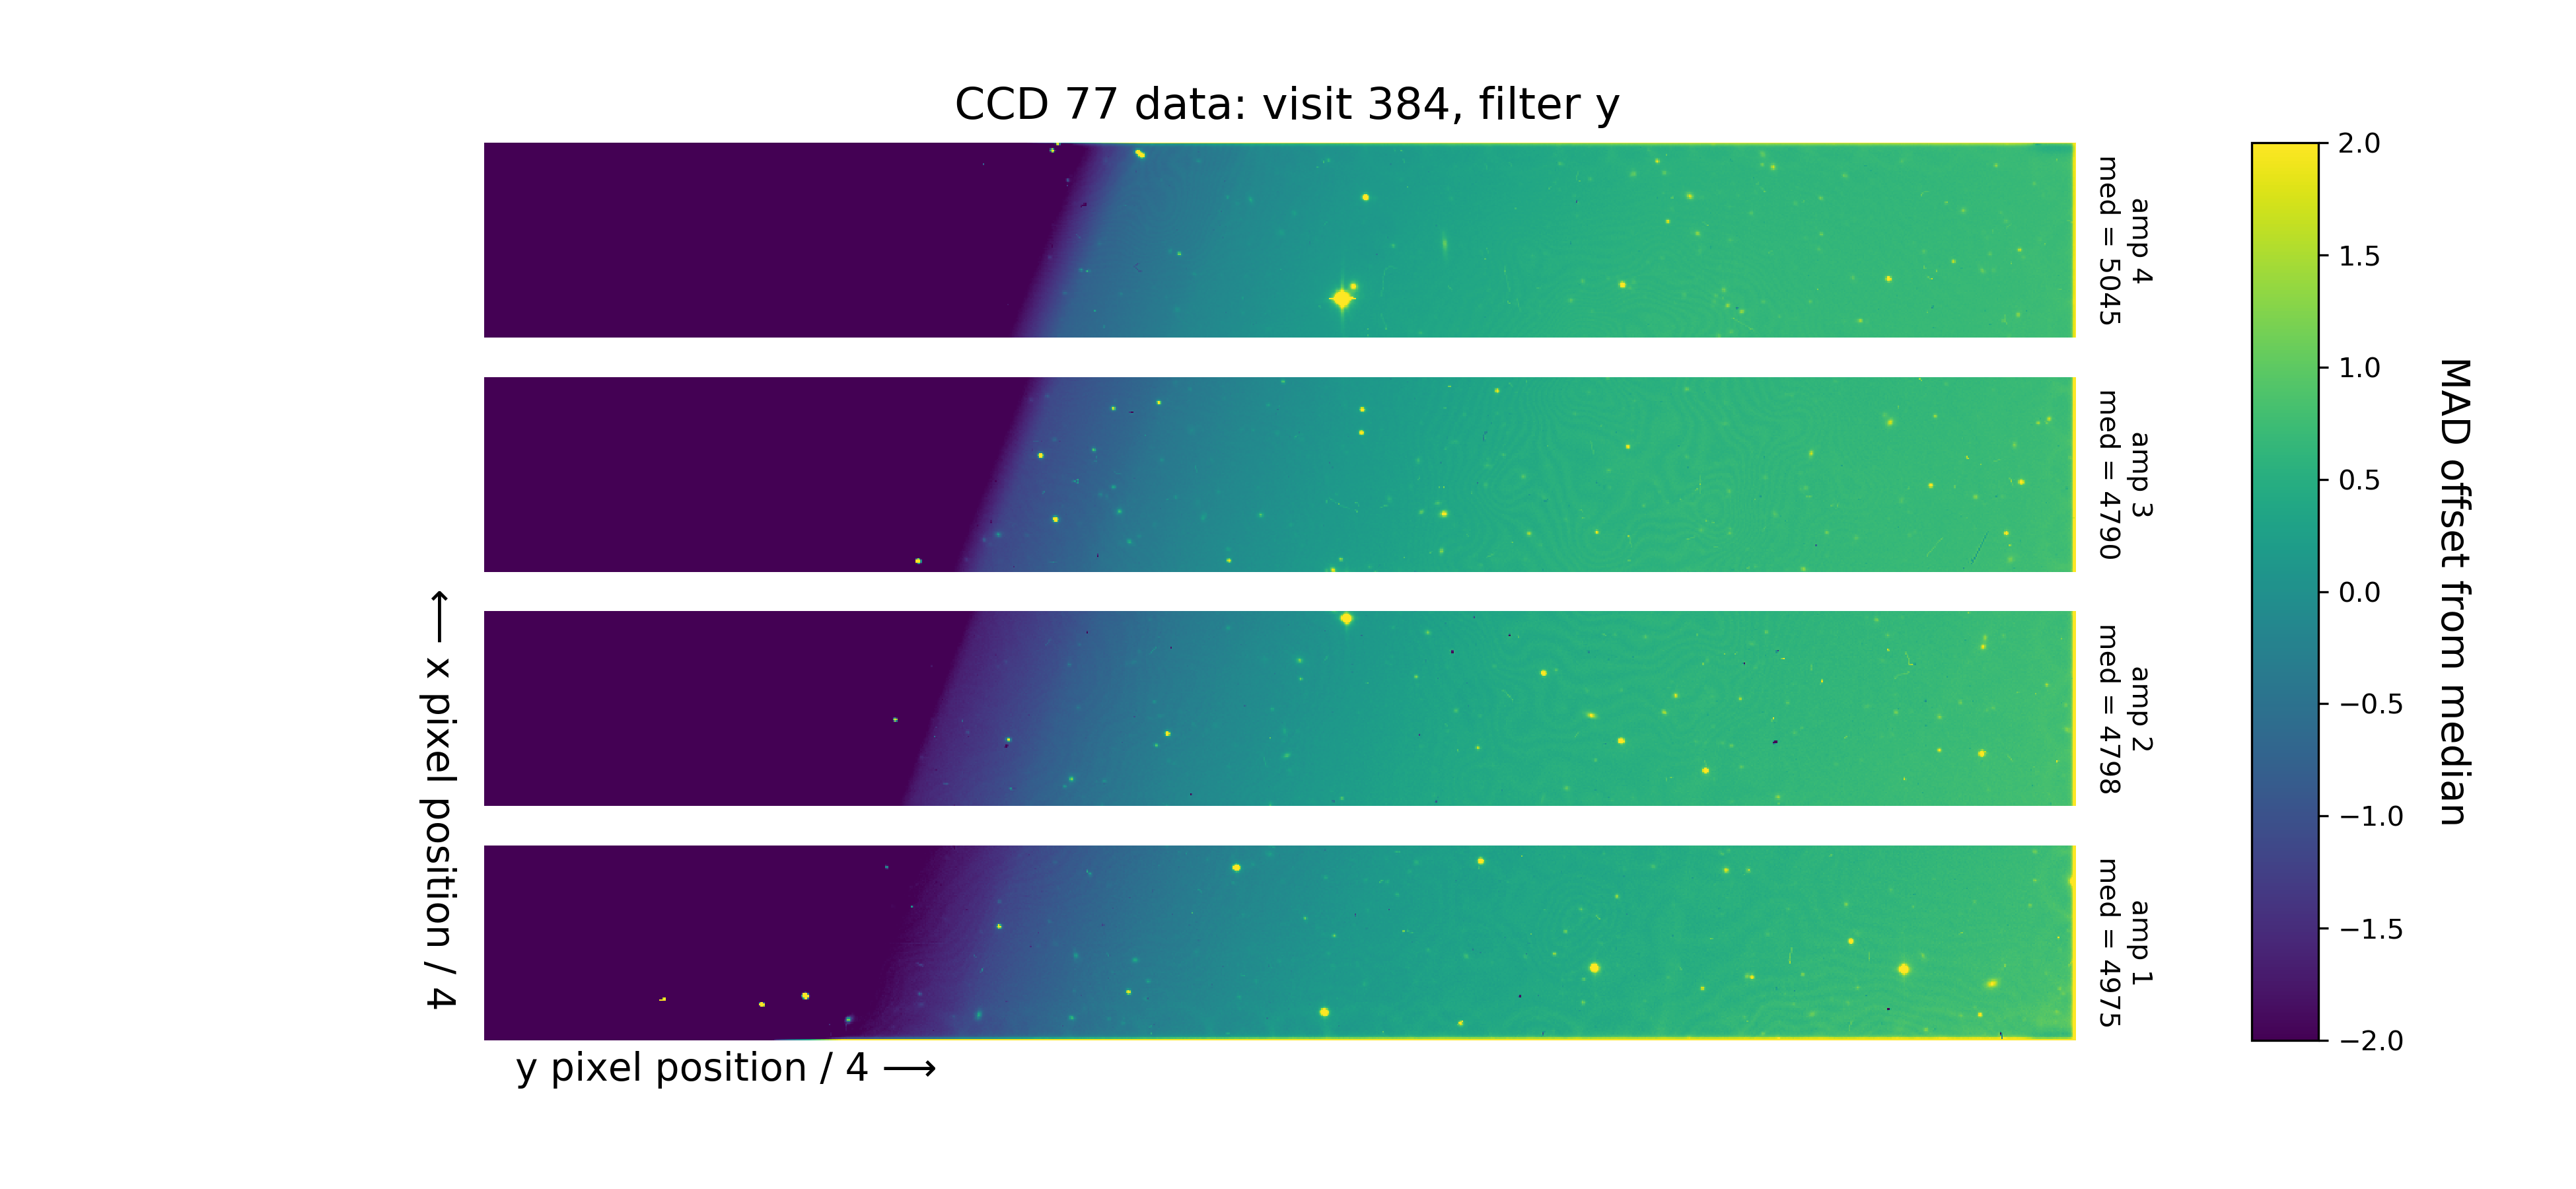 CCD 77 data: visit 384, filter y
amp 4
med = 5045
amp 3
med = 4790
amp 2
med = 4798
amp 1
med = 4975
⟵ x pixel position / 4
y pixel position / 4 ⟶
2.0
1.5
1.0
0.5
0.0
−0.5
−1.0
−1.5
−2.0
MAD offset from median